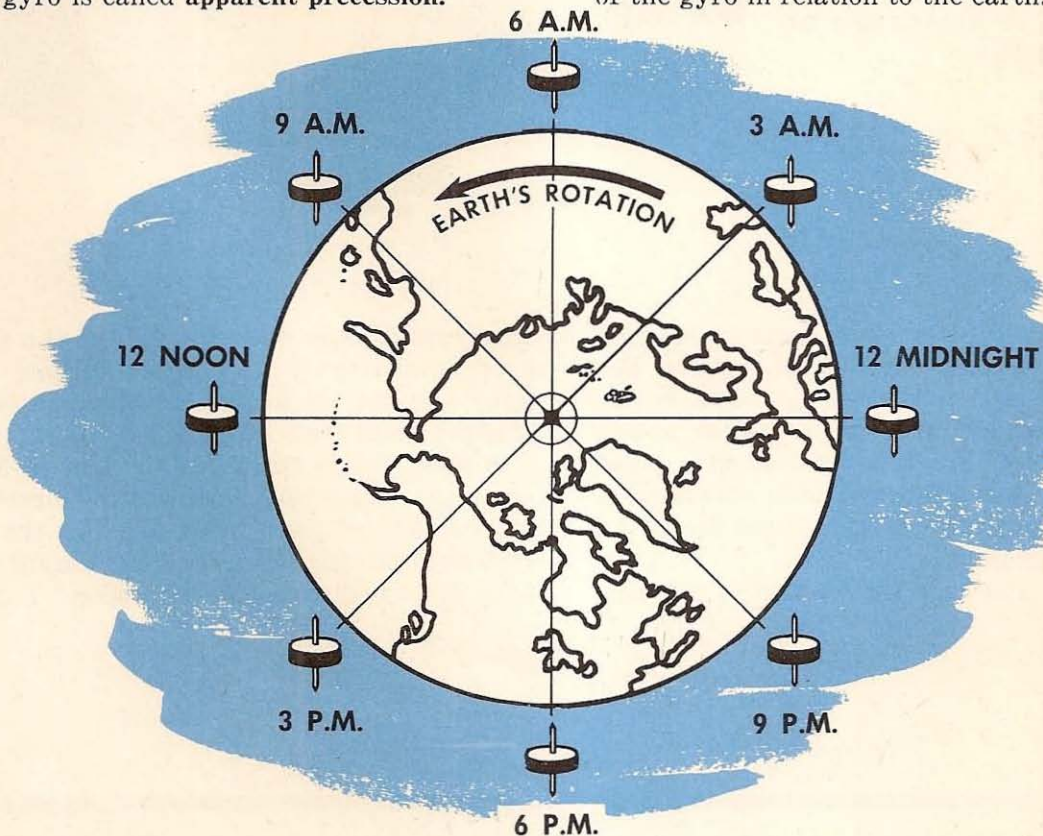 gyro is called apparent precession.
of the gyro in relation to the earth.
6 A.M.
9 A.M.
3 A.M.
EARTH'S ROTATION
12 NOON
12 MIDNIGHT
3 P.M.
9 P.M.
6 P.M.